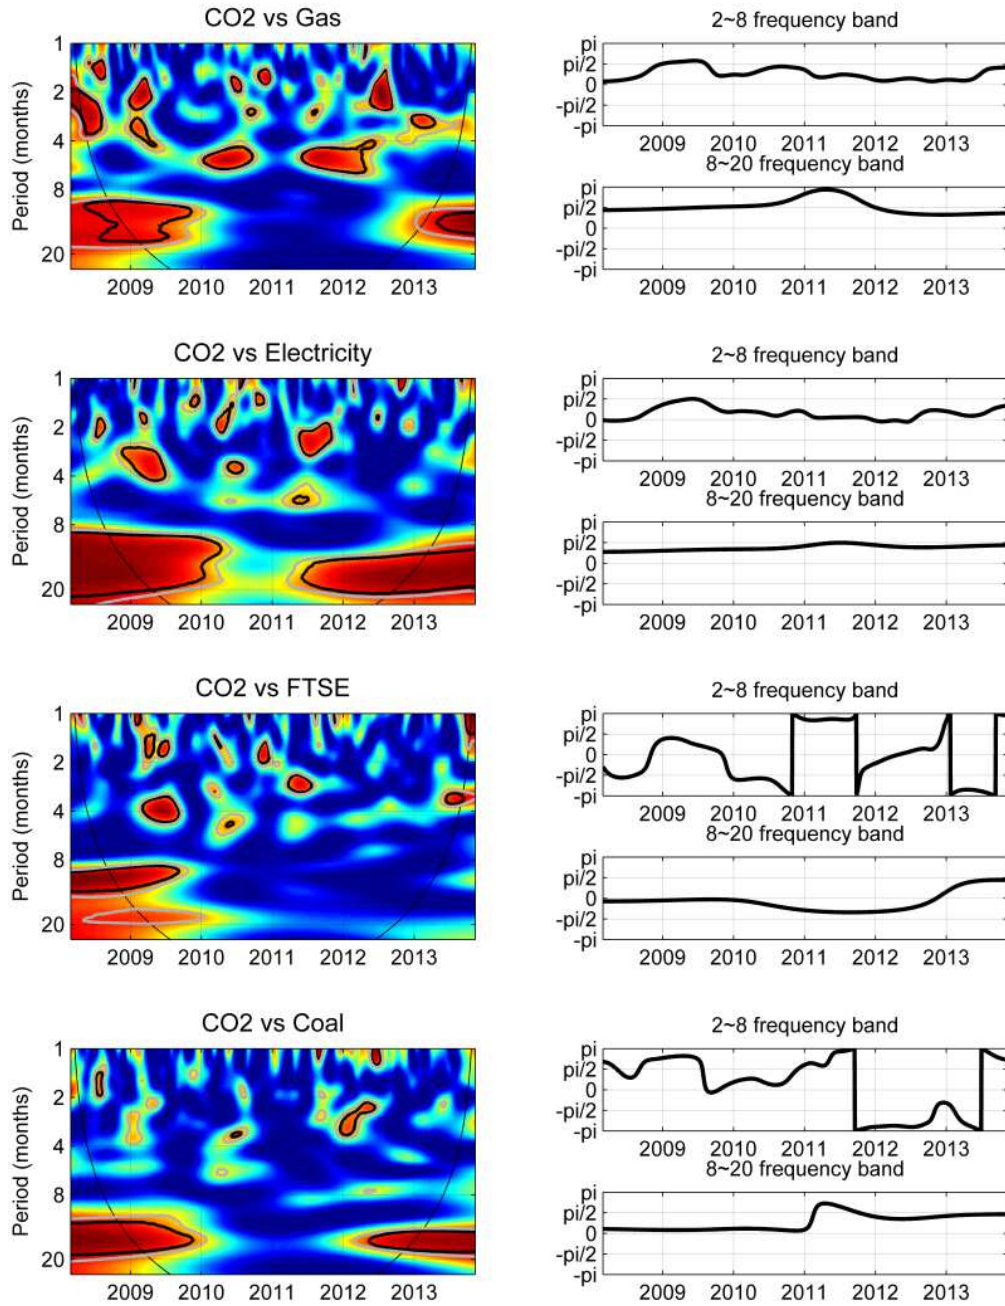 CO2 vs Gas
Period (months)
1
2
4
8
20
2009 2010 2011 2012 2013
2~8 frequency band
pi
pi/2
0
-pi/2
-pi
2009 2010 2011 2012 2013
8~20 frequency band
pi
pi/2
0
-pi/2
-pi
2009 2010 2011 2012 2013
CO2 vs Electricity
Period (months)
1
2
4
8
20
2009 2010 2011 2012 2013
2~8 frequency band
pi
pi/2
0
-pi/2
-pi
2009 2010 2011 2012 2013
8~20 frequency band
pi
pi/2
0
-pi/2
-pi
2009 2010 2011 2012 2013
CO2 vs FTSE
Period (months)
1
2
4
8
20
2009 2010 2011 2012 2013
2~8 frequency band
pi
pi/2
0
-pi/2
-pi
2009 2010 2011 2012 2013
8~20 frequency band
pi
pi/2
0
-pi/2
-pi
2009 2010 2011 2012 2013
CO2 vs Coal
Period (months)
1
2
4
8
20
2009 2010 2011 2012 2013
2~8 frequency band
pi
pi/2
0
-pi/2
-pi
2009 2010 2011 2012 2013
8~20 frequency band
pi
pi/2
0
-pi/2
-pi
2009 2010 2011 2012 2013